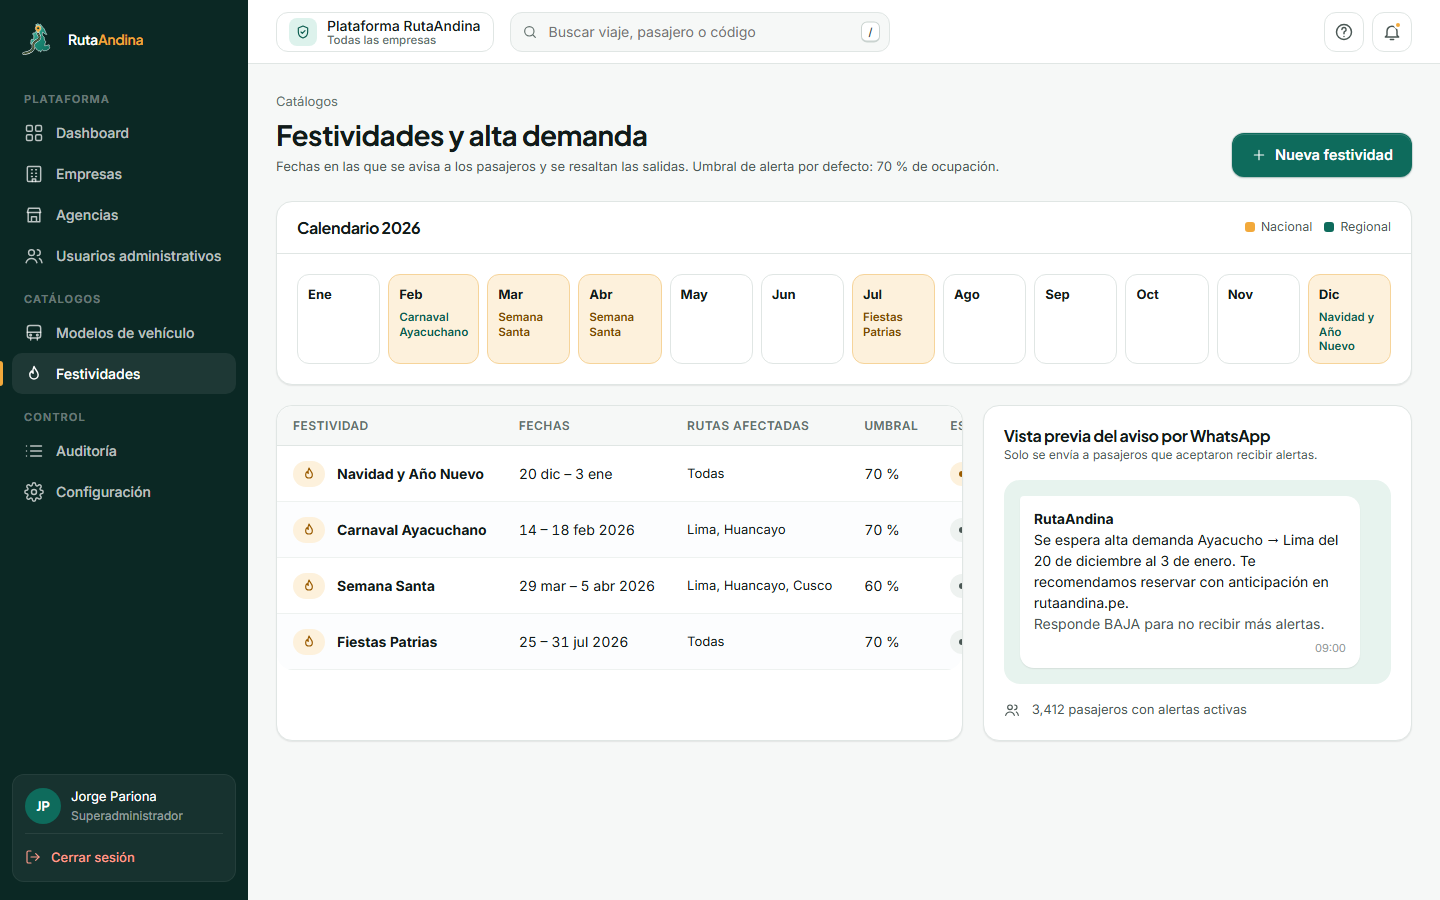 RutaAndina
PLATAFORMA
Dashboard
Empresas
Agencias
Usuarios administrativos
CATÁLOGOS
Modelos de vehículo
Festividades
CONTROL
Auditoría
Configuración
JP
Jorge Pariona
Superadministrador
Cerrar sesión
Plataforma RutaAndina
Todas las empresas
Buscar viaje, pasajero o código
/
Catálogos
Festividades y alta demanda
Fechas en las que se avisa a los pasajeros y se resaltan las salidas. Umbral de alerta por defecto: 70 % de ocupación.
Nueva festividad
Calendario 2026
Nacional
Regional
Ene
Feb
Carnaval
Ayacuchano
Mar
Semana
Santa
Abr
Semana
Santa
May
Jun
Jul
Fiestas
Patrias
Ago
Sep
Oct
Nov
Dic
Navidad y
Año
Nuevo
FESTIVIDAD FECHAS RUTAS AFECTADAS UMBRAL
Navidad y Año Nuevo 20 dic – 3 ene Todas 70 %
Carnaval Ayacuchano 14 – 18 feb 2026 Lima, Huancayo 70 %
Semana Santa 29 mar – 5 abr 2026 Lima, Huancayo, Cusco 60 %
Fiestas Patrias 25 – 31 jul 2026 Todas 70 %
Vista previa del aviso por WhatsApp
Solo se envía a pasajeros que aceptaron recibir alertas.
RutaAndina
Se espera alta demanda Ayacucho → Lima del
20 de diciembre al 3 de enero. Te
recomendamos reservar con anticipación en
rutaandina.pe.
Responde BAJA para no recibir más alertas.
09:00
3,412 pasajeros con alertas activas